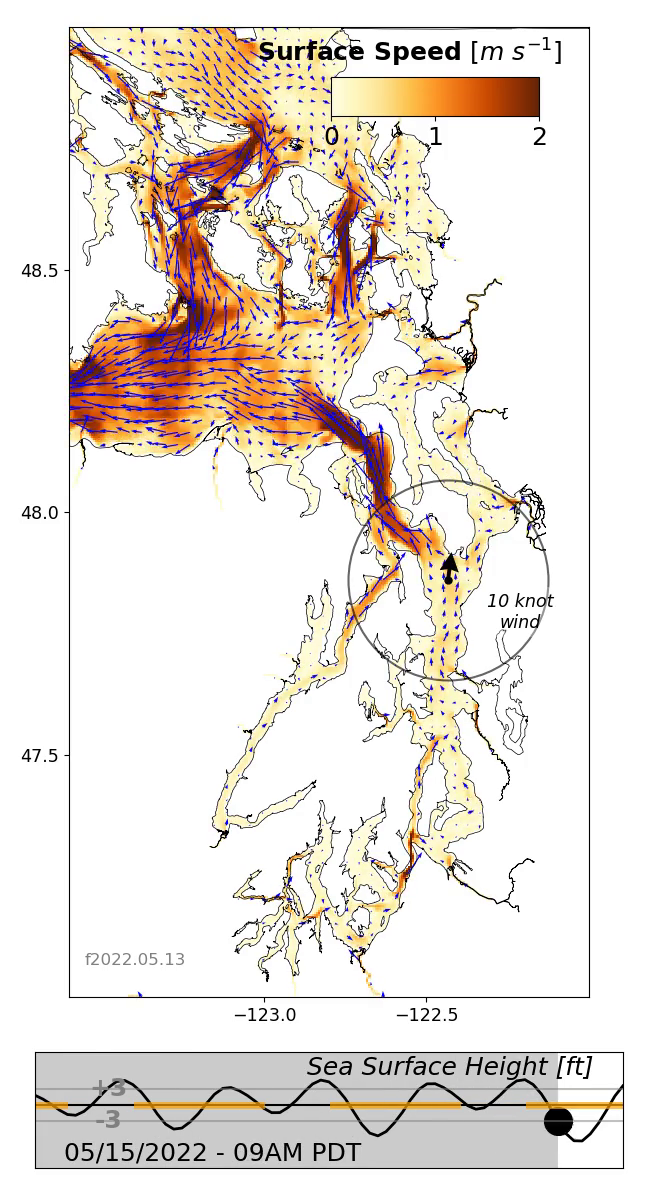 Surface Speed [m s⁻¹]
0 1 2
48.5
48.0
10 knot
wind
47.5
f2022.05.13
−123.0 −122.5
Sea Surface Height [ft]
+3
-3
05/15/2022 - 09AM PDT